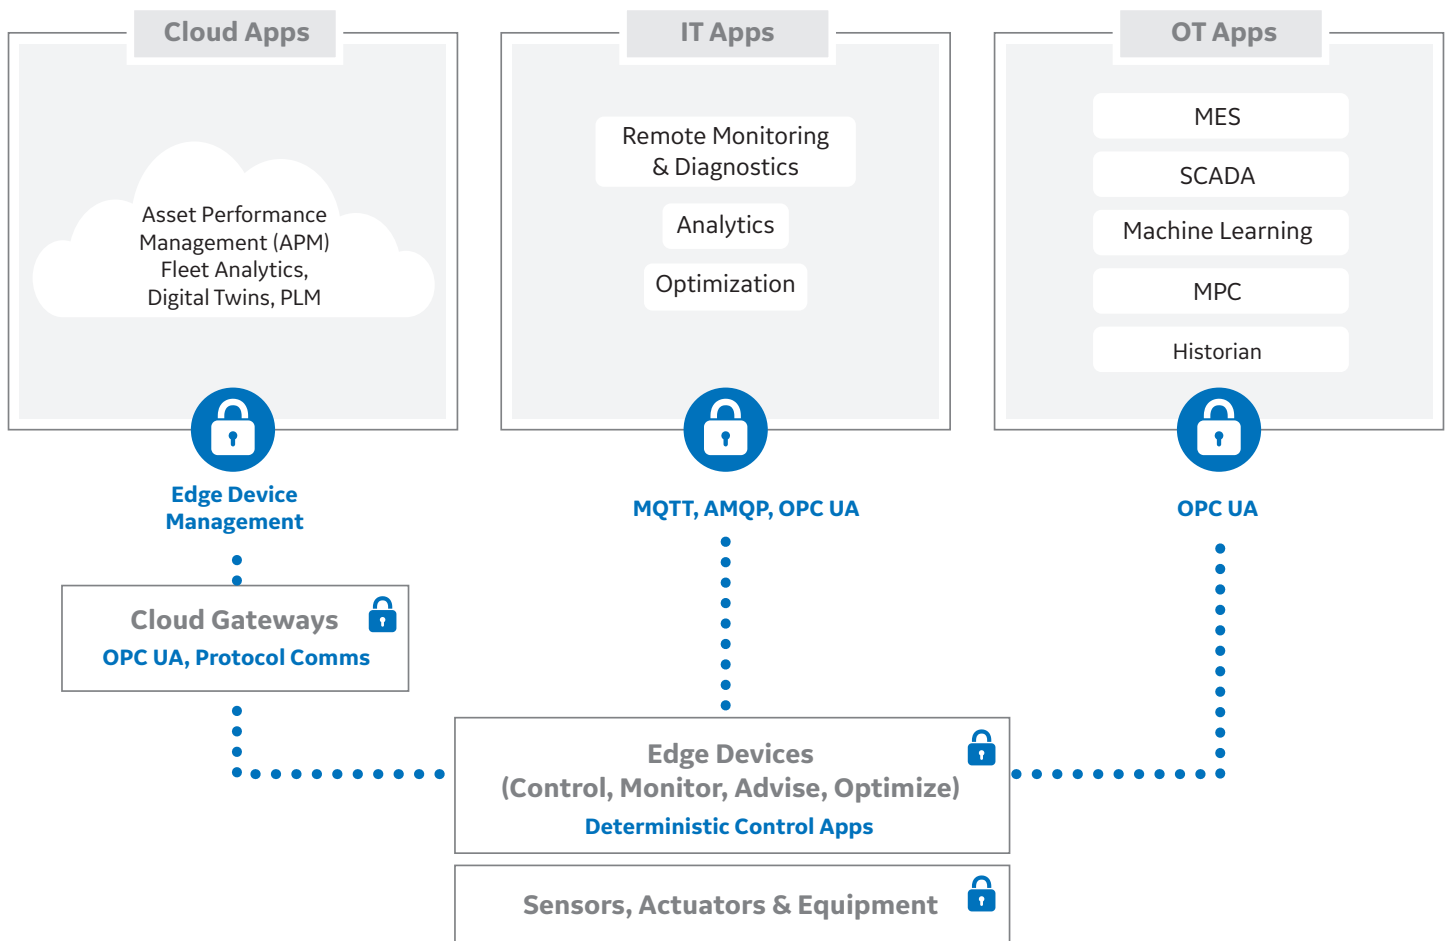 Cloud Apps
Asset Performance
Management (APM)
Fleet Analytics,
Digital Twins, PLM
Edge Device
Management
Cloud Gateways
OPC UA, Protocol Comms
IT Apps
Remote Monitoring
& Diagnostics
Analytics
Optimization
MQTT, AMQP, OPC UA
OT Apps
MES
SCADA
Machine Learning
MPC
Historian
OPC UA
Edge Devices
(Control, Monitor, Advise, Optimize)
Deterministic Control Apps
Sensors, Actuators & Equipment